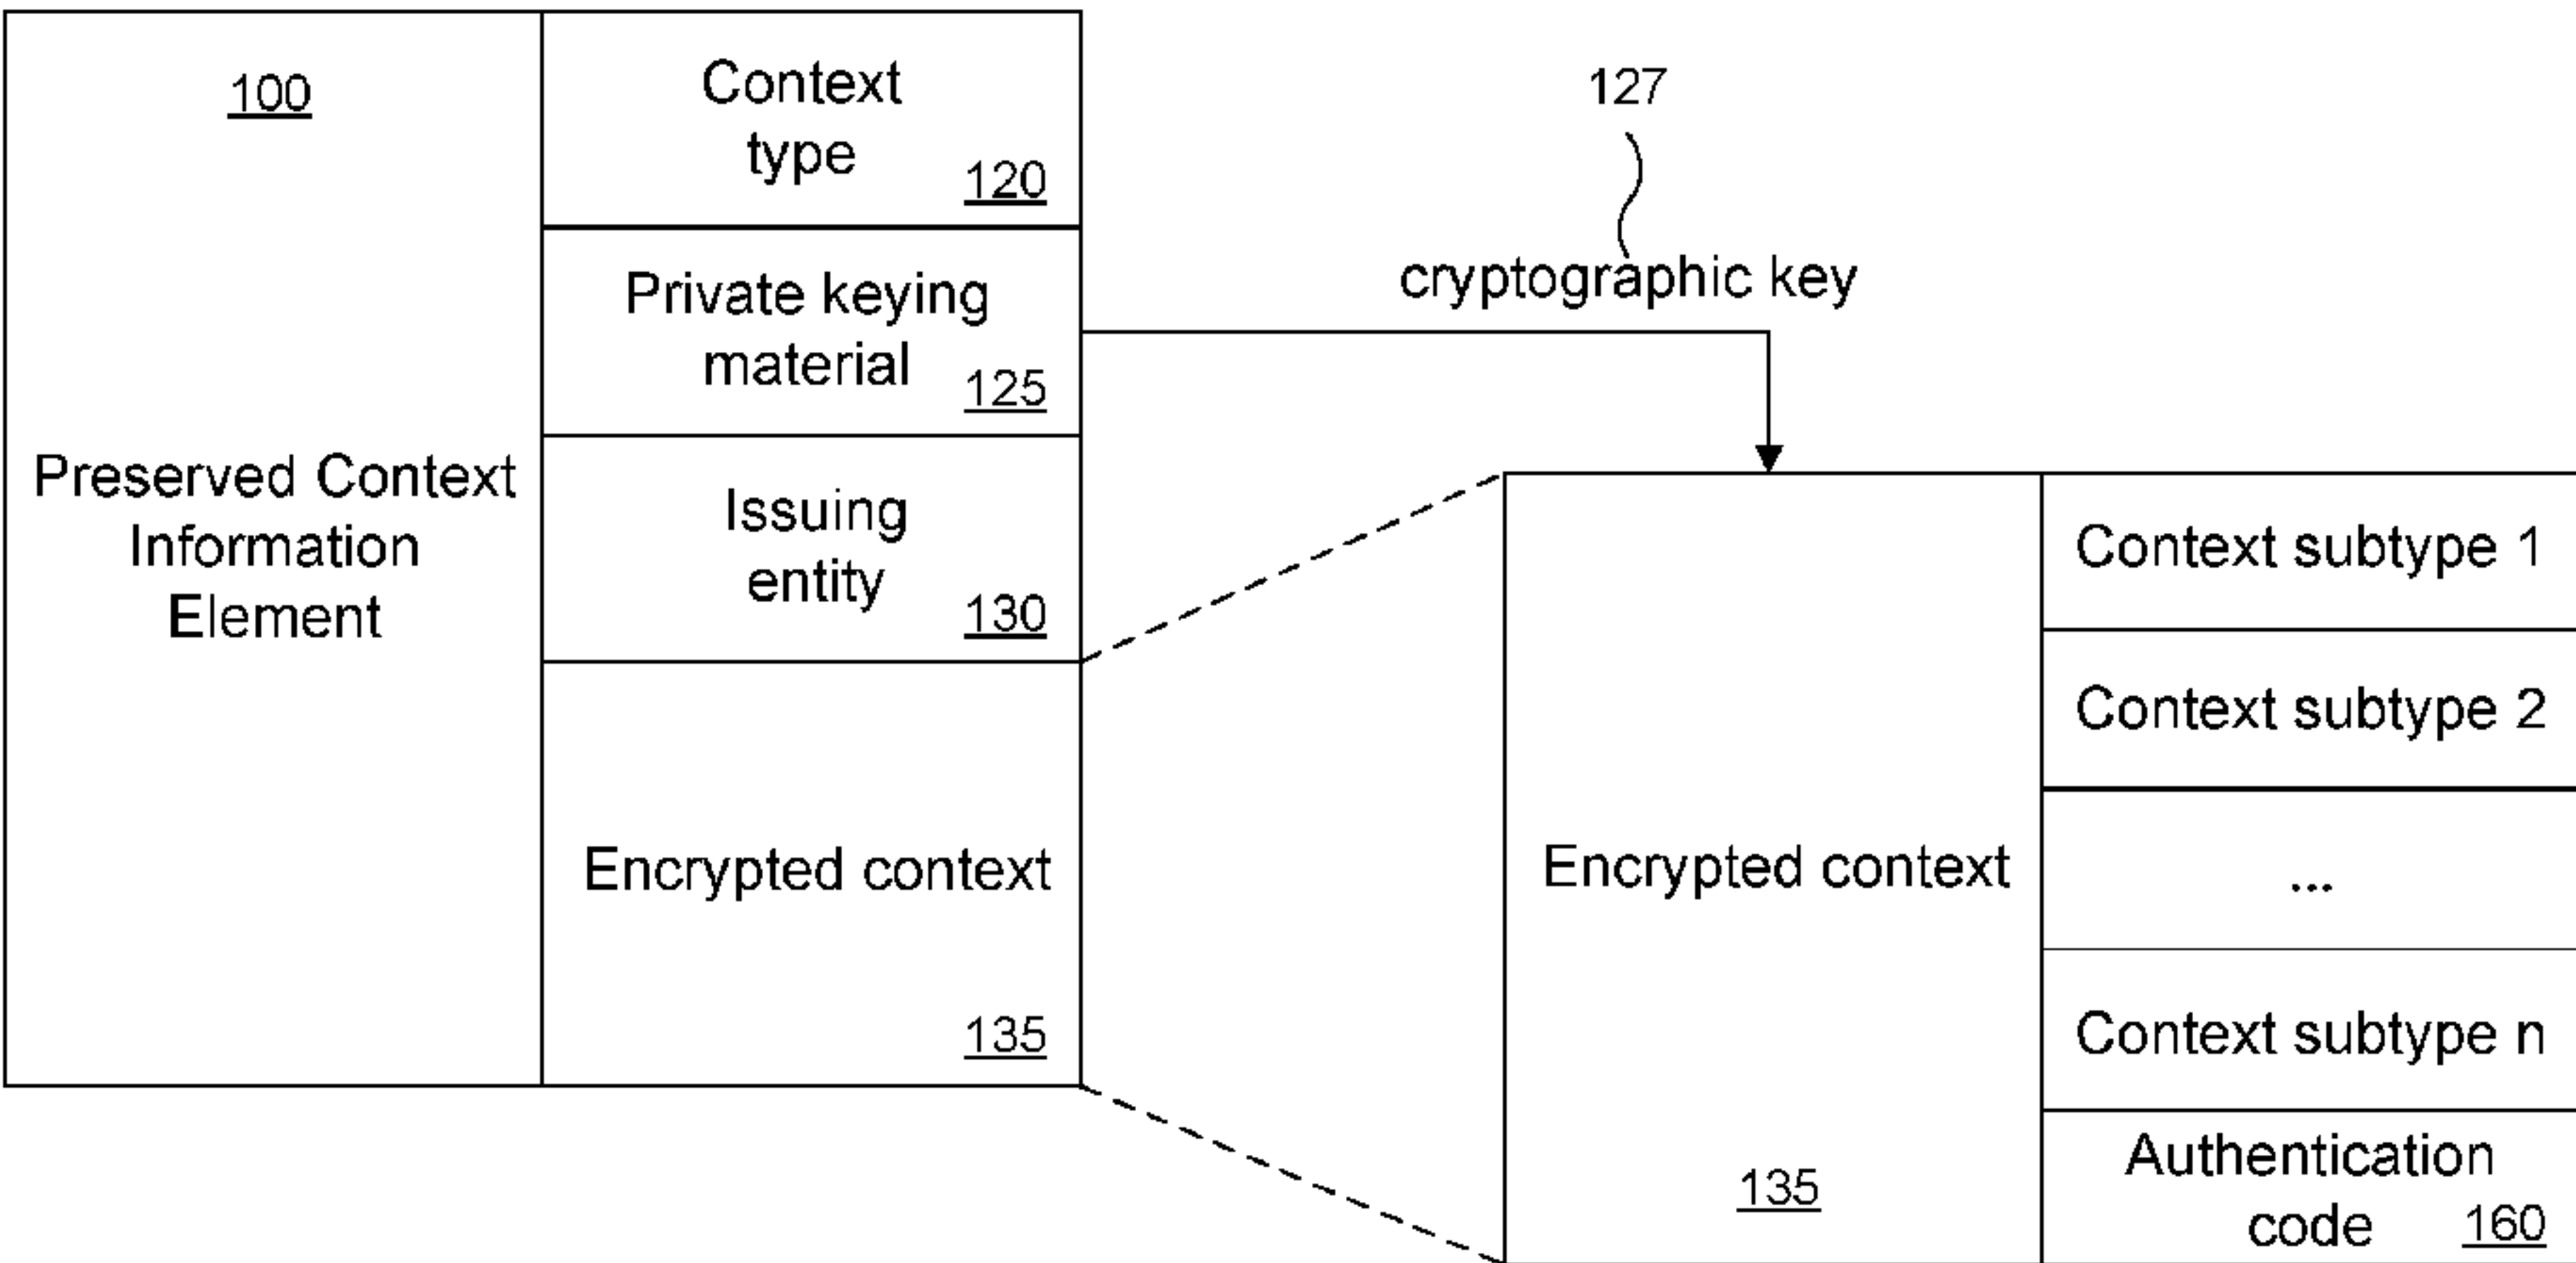 100
Preserved Context
Information
Element
Context
type
120
Private keying
material
125
Issuing
entity
130
Encrypted context
135
127
cryptographic key
Encrypted context
135
Context subtype 1
Context subtype 2
...
Context subtype n
Authentication
code
160